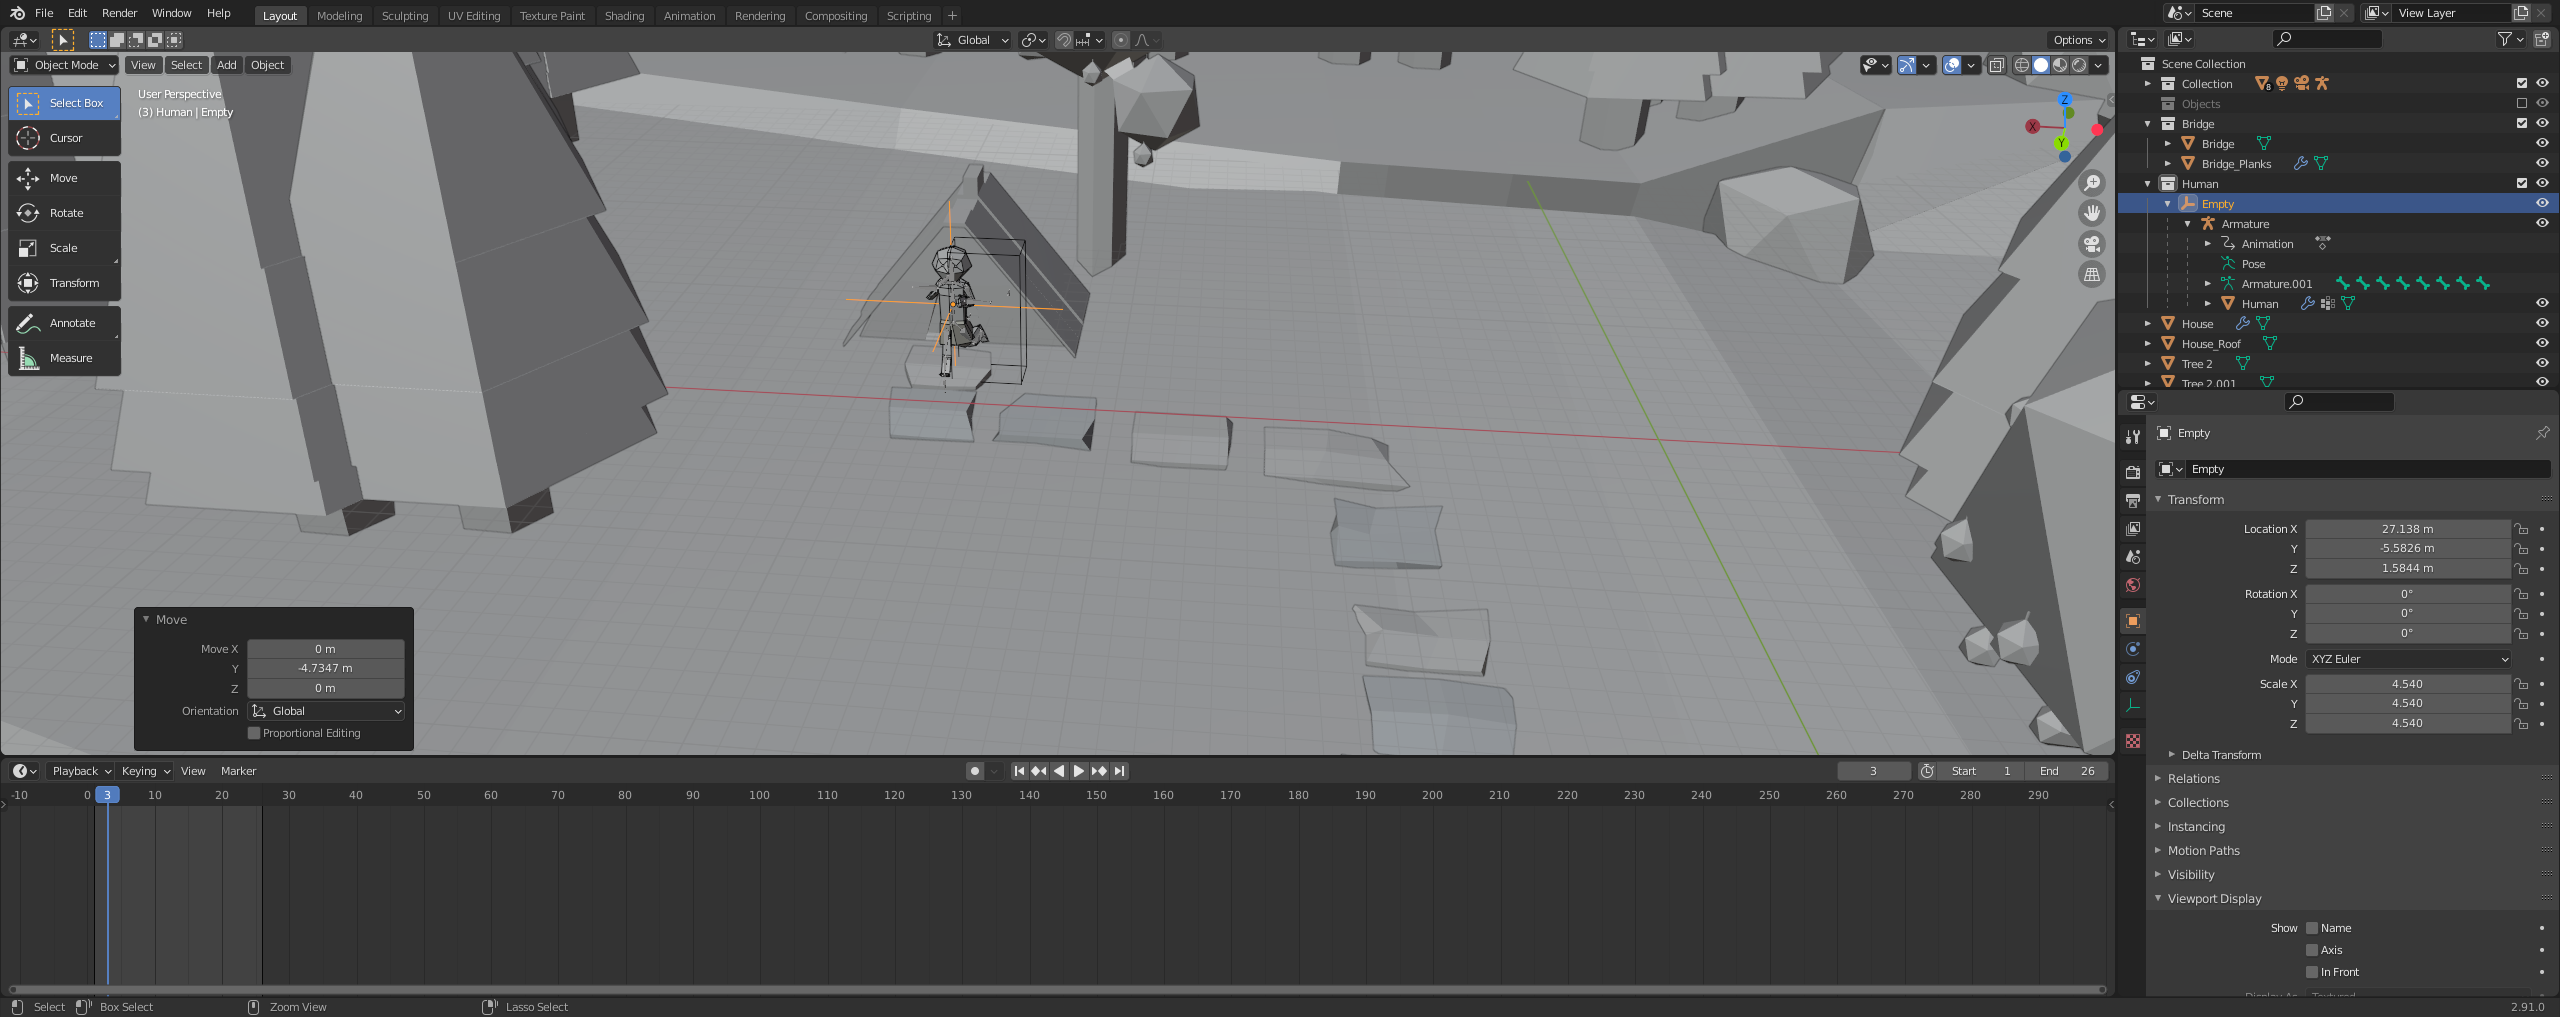 File Edit Render Window Help Layout Modeling Sculpting UV Editing Texture Paint Shading Animation Rendering Compositing Scripting + Scene View Layer
Global Options
Object Mode View Select Add Object
User Perspective
(3) Human | Empty
Select Box
Cursor
Move
Rotate
Scale
Transform
Annotate
Measure
Z
X
Y
Move
Move X 0 m
Y -4.7347 m
Z 0 m
Orientation Global
Proportional Editing
Scene Collection
Collection 8
Objects
Bridge
Bridge
Bridge_Planks
Human
Empty
Armature
Animation
Pose
Armature.001
Human
House
House_Roof
Tree 2
Tree 2.001
Empty
Empty
Transform
Location X 27.138 m
Y -5.5826 m
Z 1.5844 m
Rotation X 0°
Y 0°
Z 0°
Mode XYZ Euler
Scale X 4.540
Y 4.540
Z 4.540
Delta Transform
Relations
Collections
Instancing
Motion Paths
Visibility
Viewport Display
Show Name
Axis
In Front
Display As Textured
Playback Keying View Marker 3 Start 1 End 26
-10 0 3 10 20 30 40 50 60 70 80 90 100 110 120 130 140 150 160 170 180 190 200 210 220 230 240 250 260 270 280 290
Select Box Select Zoom View Lasso Select 2.91.0